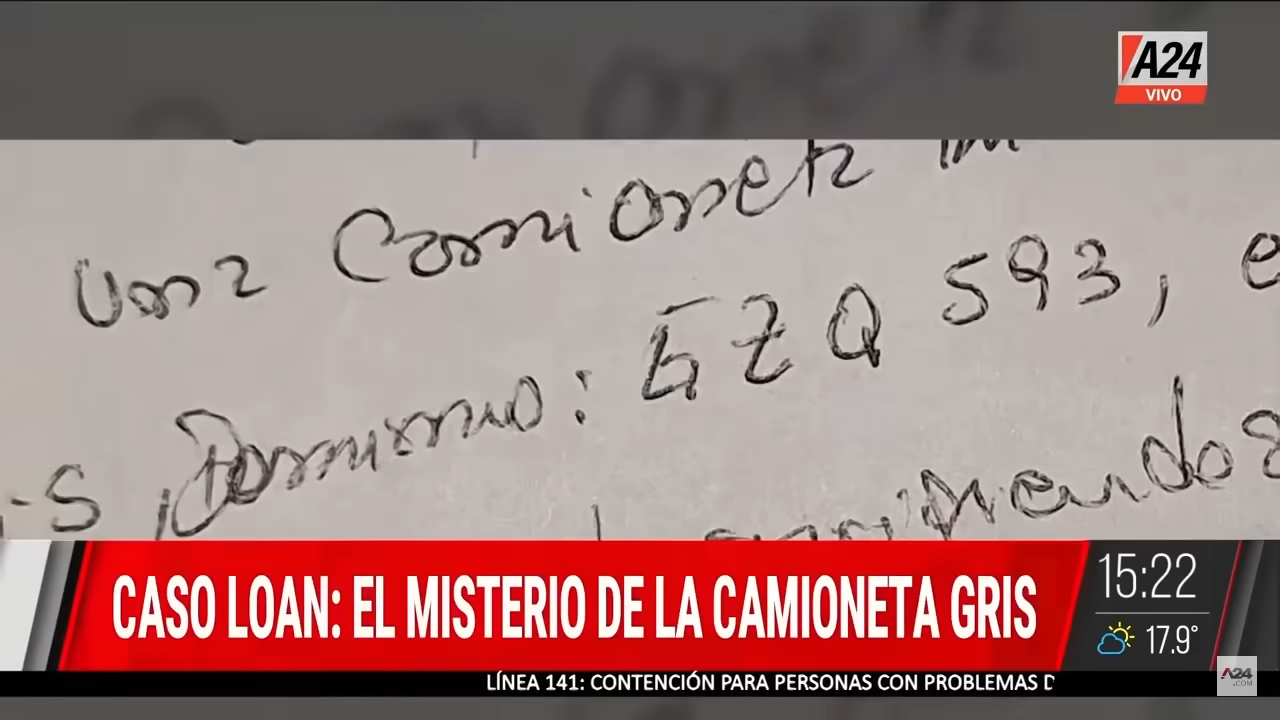 A24
VIVO
una camioneta
EZQ 593, e
-S, Dominio:
CASO LOAN: EL MISTERIO DE LA CAMIONETA GRIS
15:22
17.9°
LÍNEA 141: CONTENCIÓN PARA PERSONAS CON PROBLEMAS D
A24
.COM